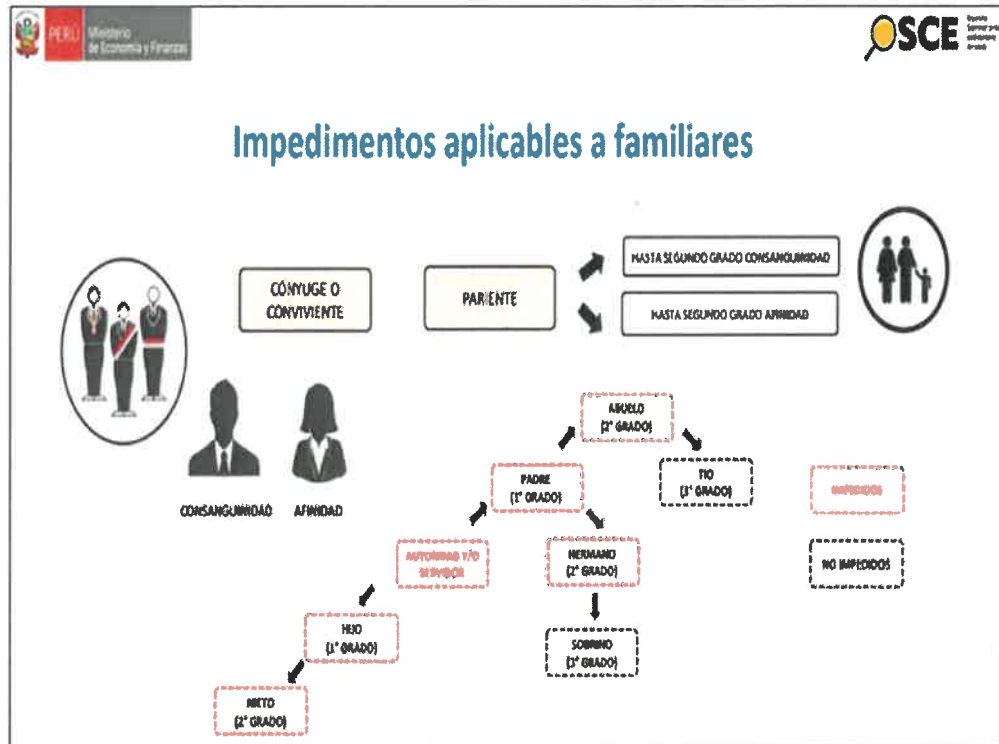 PERÚ
Ministerio
de Economía y Finanzas
OSCE
Impedimentos aplicables a familiares
CÓNYUGE O
CONVIVIENTE
PARIENTE
HASTA SEGUNDO GRADO CONSANGUINIDAD
HASTA SEGUNDO GRADO AFINIDAD
CONSANGUINIDAD
AFINIDAD
ABUELO
(2° GRADO)
TIO
(3° GRADO)
PADRE
(1° GRADO)
IMPEDIDOS
AUTORIDAD Y/O
SERVIDOR
HERMANO
(2° GRADO)
NO IMPEDIDOS
HIJO
(1° GRADO)
SOBRINO
(3° GRADO)
NIETO
(2° GRADO)